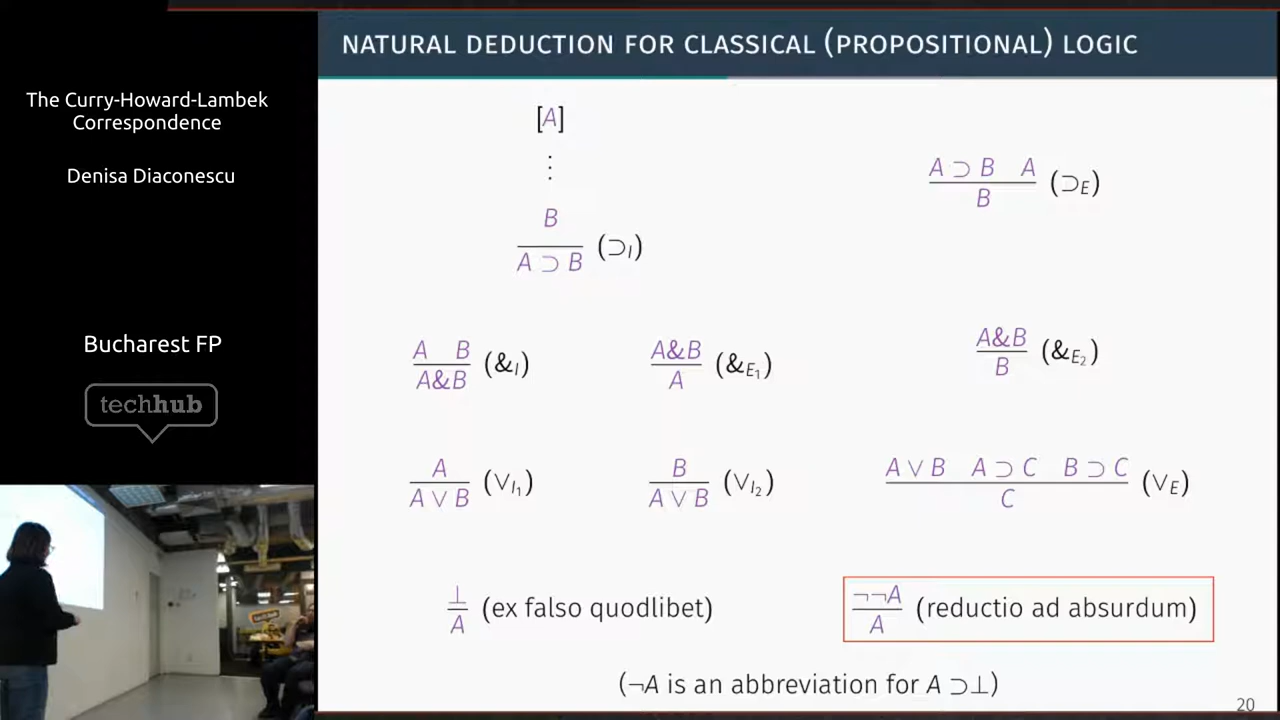 The Curry-Howard-Lambek
Correspondence
Denisa Diaconescu
Bucharest FP
techhub
NATURAL DEDUCTION FOR CLASSICAL (PROPOSITIONAL) LOGIC
[A]
⋮
B
A ⊃ B (⊃I)
A ⊃ B A
B (⊃E)
A B
A&B (&I)
A&B
A (&E1)
A&B
B (&E2)
A
A ∨ B (∨I1)
B
A ∨ B (∨I2)
A ∨ B A ⊃ C B ⊃ C
C (∨E)
⊥
A (ex falso quodlibet)
¬¬A
A (reductio ad absurdum)
(¬A is an abbreviation for A ⊃⊥)
20